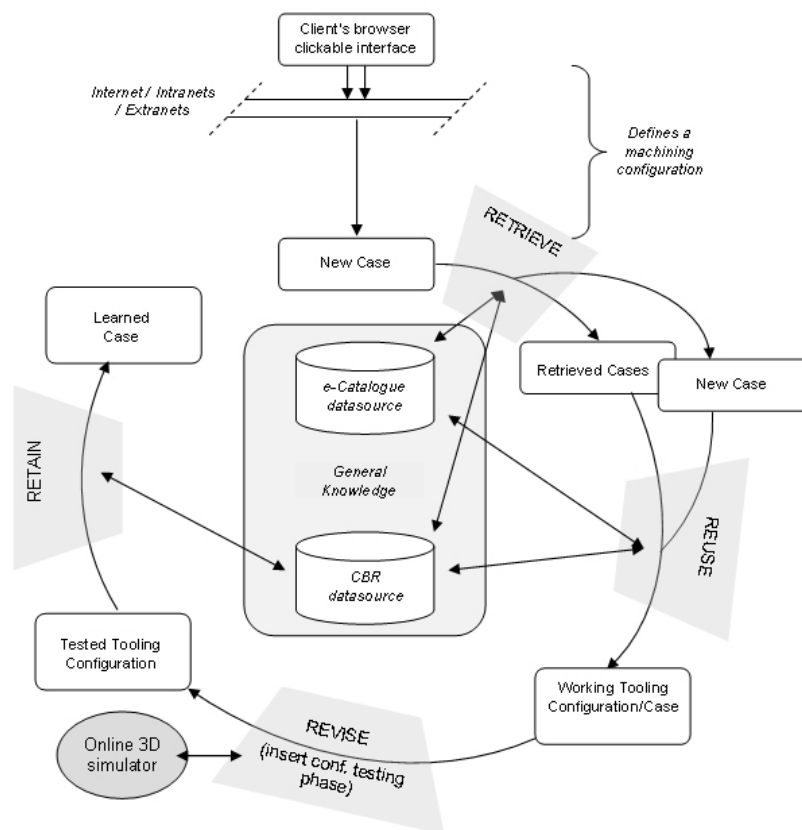 Client's browser
clickable interface
Internet / Intranets
/ Extranets
Defines a
machining
configuration
RETRIEVE
New Case
Learned
Case
e-Catalogue
datasource
Retrieved Cases
New Case
General
Knowledge
RETAIN
REUSE
CBR
datasource
Tested Tooling
Configuration
Working Tooling
Configuration/Case
REVISE
(insert conf. testing
phase)
Online 3D
simulator